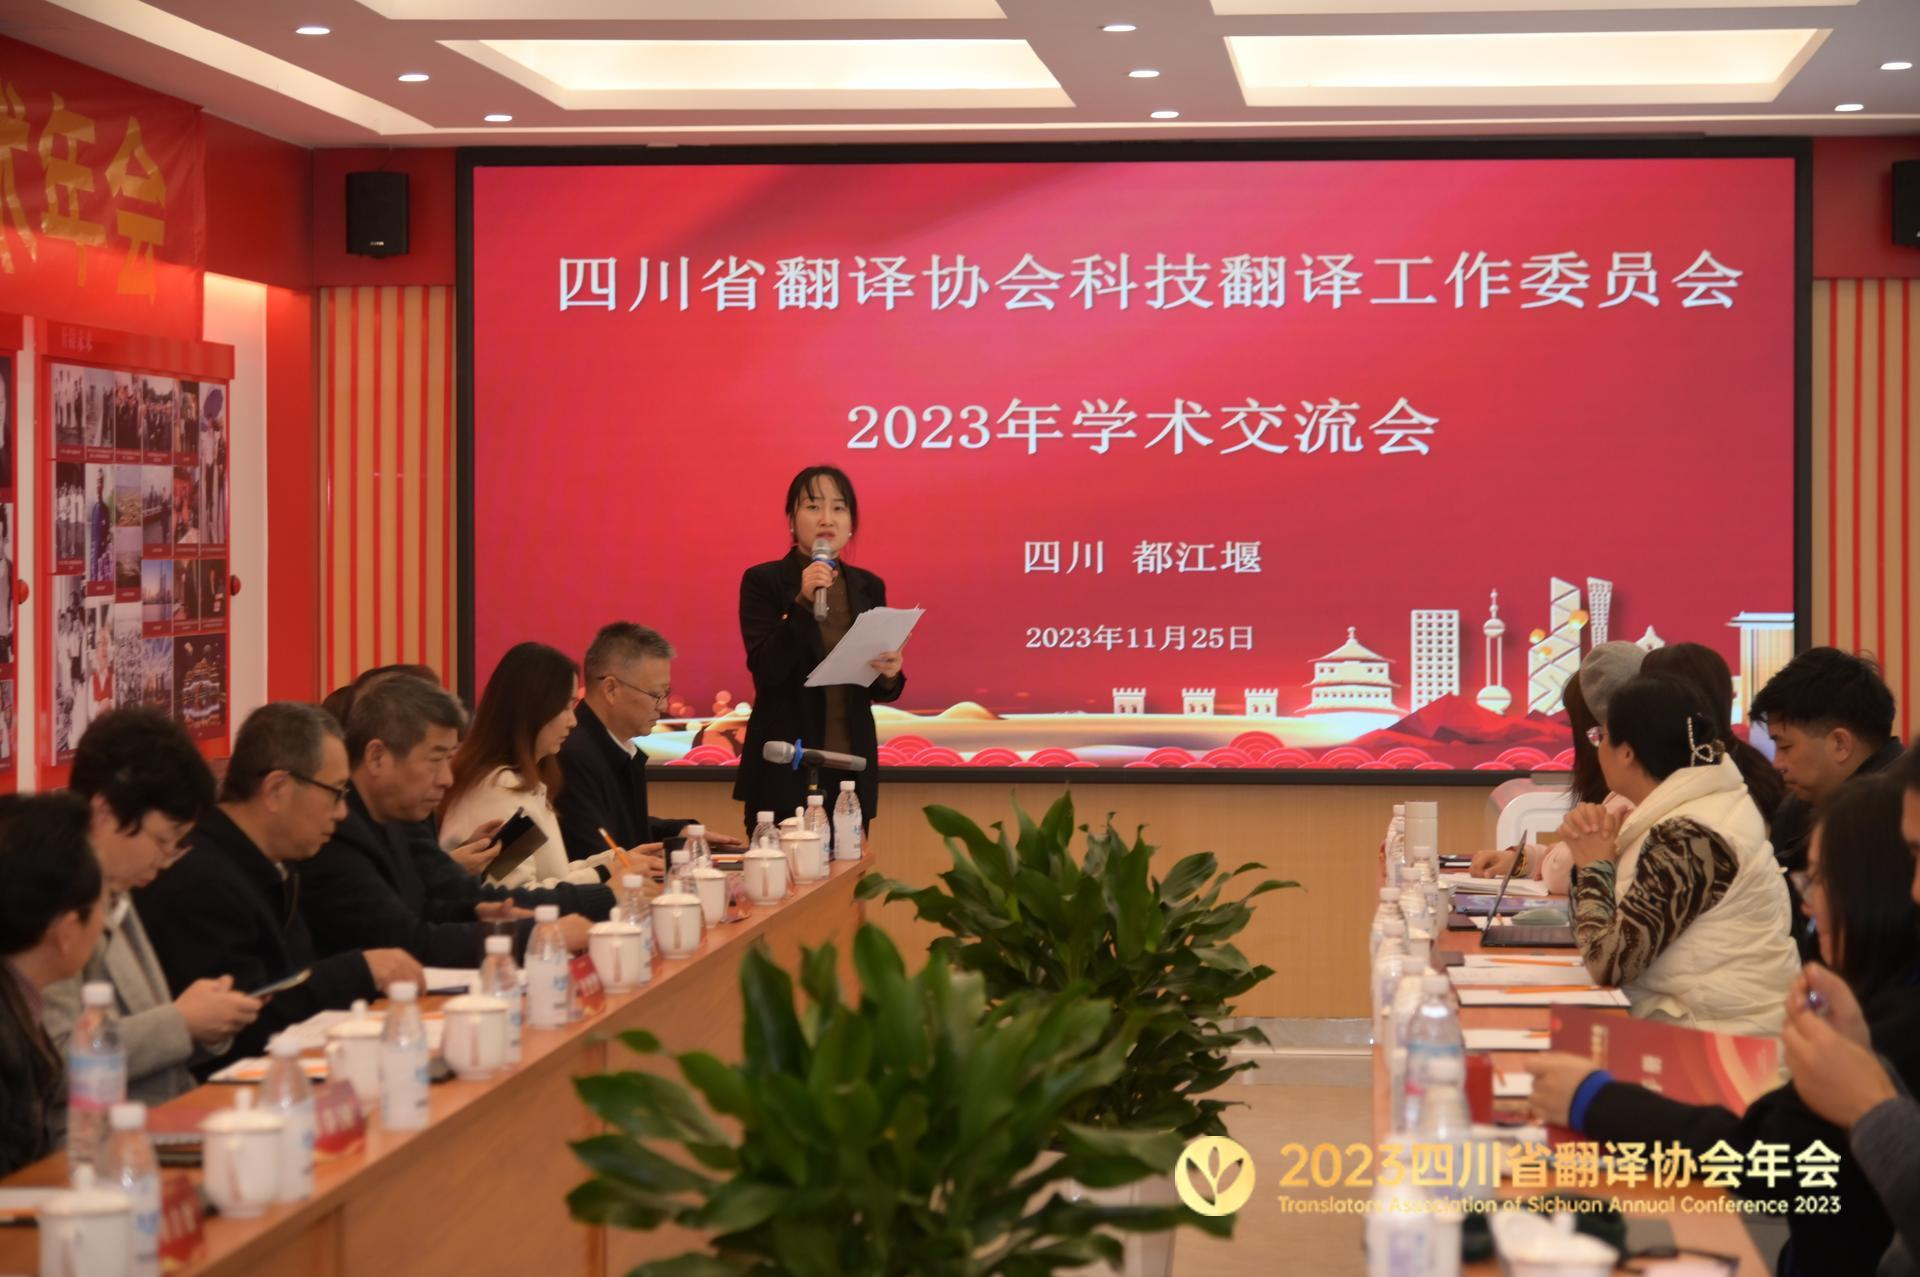 术年会
四川省翻译协会科技翻译工作委员会
2023年学术交流会
四川 都江堰
2023年11月25日
2023四川省翻译协会年会
Translators Association of Sichuan Annual Conference 2023